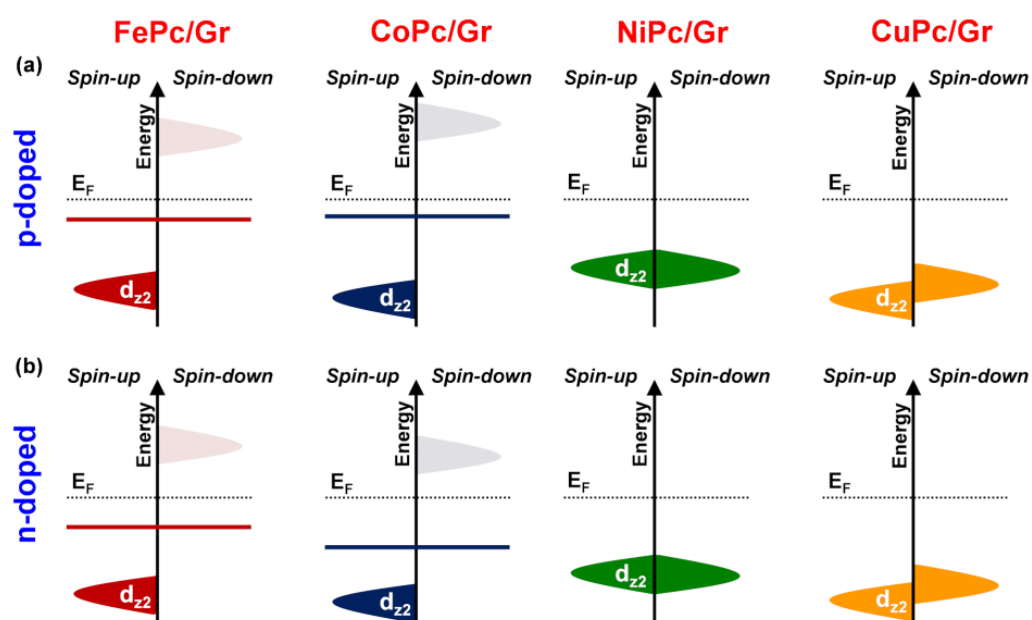 FePc/Gr CoPc/Gr NiPc/Gr CuPc/Gr
(a)
Spin-up Spin-down Spin-up Spin-down Spin-up Spin-down Spin-up Spin-down
p-doped
Energy Energy Energy Energy
EF EF EF EF
dz2 dz2 dz2 dz2
(b)
Spin-up Spin-down Spin-up Spin-down Spin-up Spin-down Spin-up Spin-down
n-doped
Energy Energy Energy Energy
EF EF EF EF
dz2 dz2 dz2 dz2